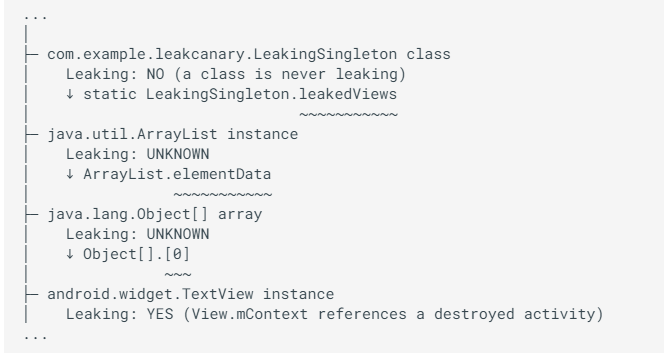 ...
│
├─ com.example.leakcanary.LeakingSingleton class
│    Leaking: NO (a class is never leaking)
│    ↓ static LeakingSingleton.leakedViews
│                              ~~~~~~~~~~~
├─ java.util.ArrayList instance
│    Leaking: UNKNOWN
│    ↓ ArrayList.elementData
│                ~~~~~~~~~~~
├─ java.lang.Object[] array
│    Leaking: UNKNOWN
│    ↓ Object[].[0]
│               ~~~
├─ android.widget.TextView instance
│    Leaking: YES (View.mContext references a destroyed activity)
...